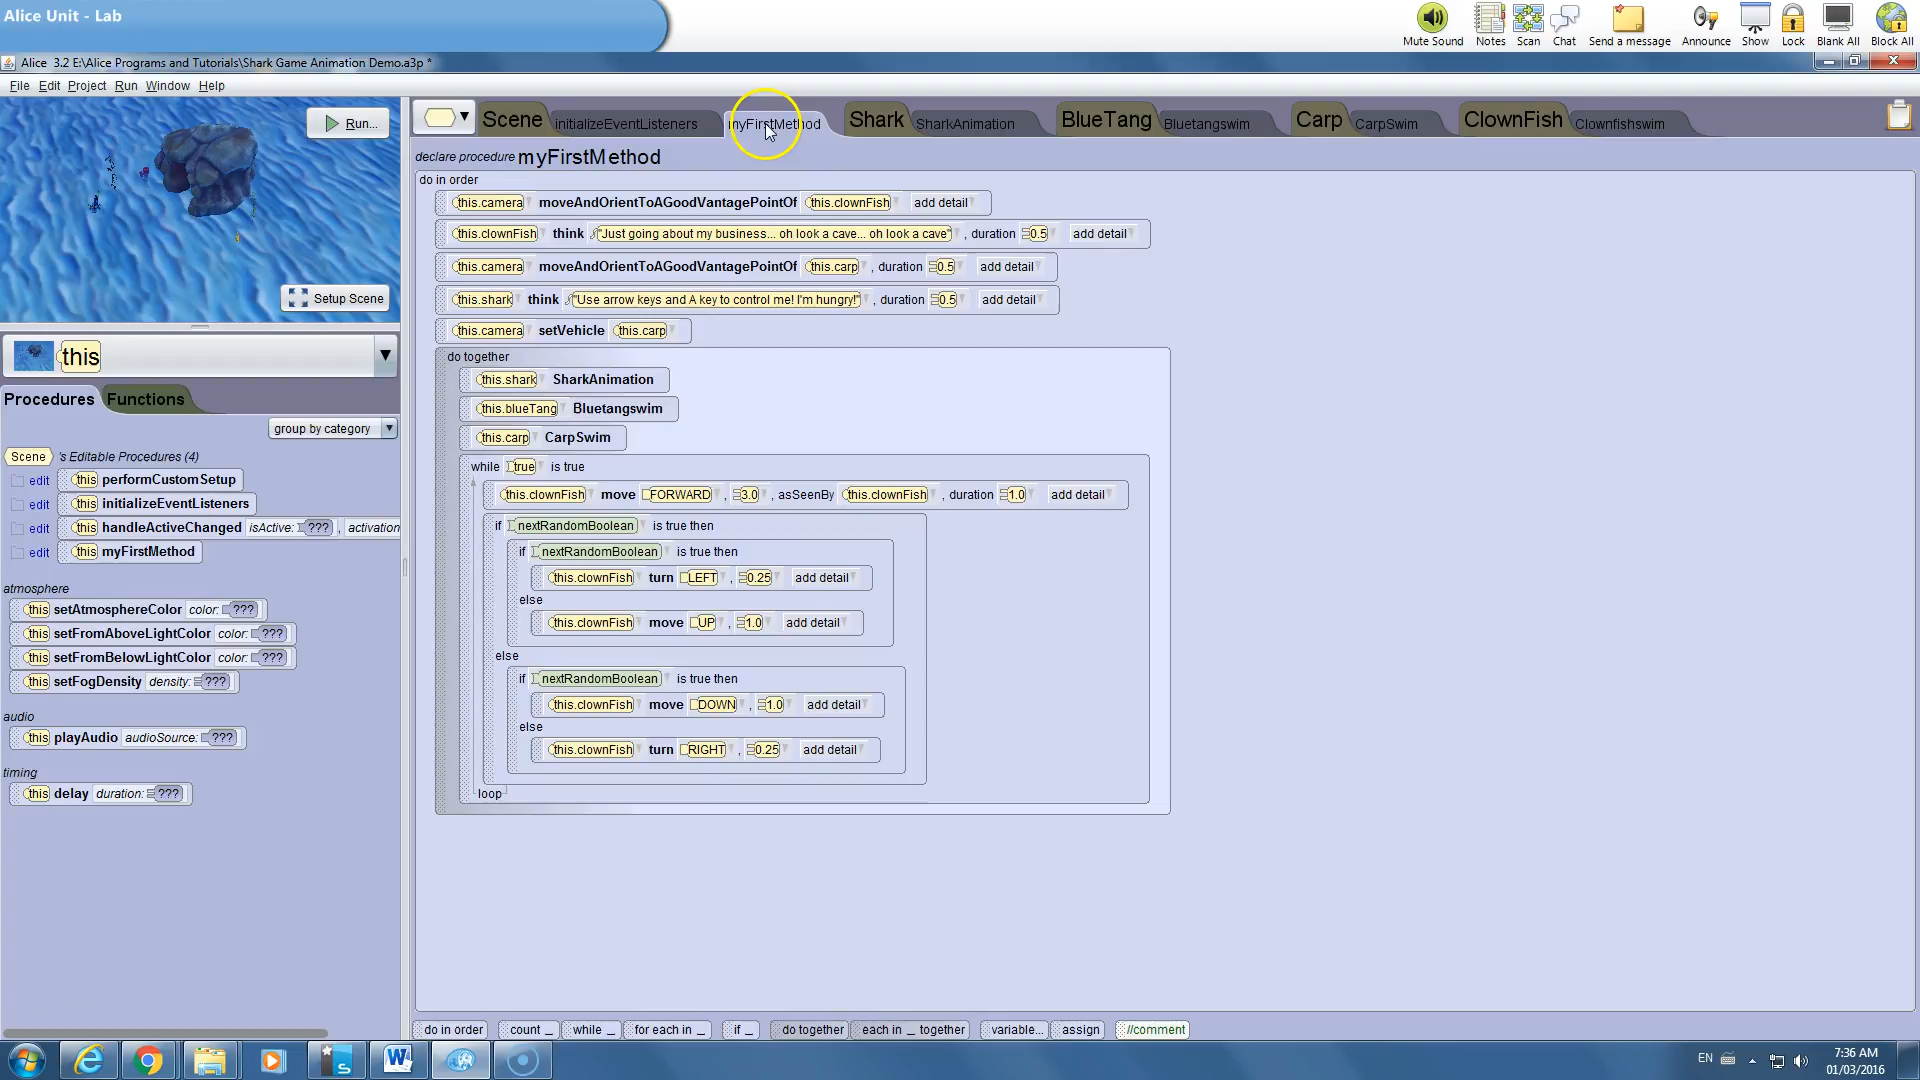 Alice Unit - Lab
Mute Sound Notes Scan Chat Send a message Announce Show Lock Blank All Block All
Alice 3.2 E:\Alice Programs and Tutorials\Shark Game Animation Demo.a3p *
File Edit Project Run Window Help
Run...
Setup Scene
Scene initializeEventListeners myFirstMethod Shark SharkAnimation BlueTang Bluetangswim Carp CarpSwim ClownFish Clownfishswim
this
Procedures Functions
group by category
Scene 's Editable Procedures (4)
edit this performCustomSetup
edit this initializeEventListeners
edit this handleActiveChanged isActive: ??? , activation
edit this myFirstMethod
atmosphere
this setAtmosphereColor color: ???
this setFromAboveLightColor color: ???
this setFromBelowLightColor color: ???
this setFogDensity density: ???
audio
this playAudio audioSource: ???
timing
this delay duration: ???
declare procedure myFirstMethod
do in order
this.camera moveAndOrientToAGoodVantagePointOf this.clownFish add detail
this.clownFish think "Just going about my business... oh look a cave... oh look a cave" , duration 0.5 add detail
this.camera moveAndOrientToAGoodVantagePointOf this.carp , duration 0.5 add detail
this.shark think "Use arrow keys and A key to control me! I'm hungry!" , duration 0.5 add detail
this.camera setVehicle this.carp
do together
this.shark SharkAnimation
this.blueTang Bluetangswim
this.carp CarpSwim
while true is true
this.clownFish move FORWARD , 3.0 , asSeenBy this.clownFish , duration 1.0 add detail
if nextRandomBoolean is true then
if nextRandomBoolean is true then
this.clownFish turn LEFT , 0.25 add detail
else
this.clownFish move UP , 1.0 add detail
else
if nextRandomBoolean is true then
this.clownFish move DOWN , 1.0 add detail
else
this.clownFish turn RIGHT , 0.25 add detail
loop
do in order count _ while _ for each in _ if _ do together each in _ together variable... assign //comment
EN 7:36 AM
01/03/2016